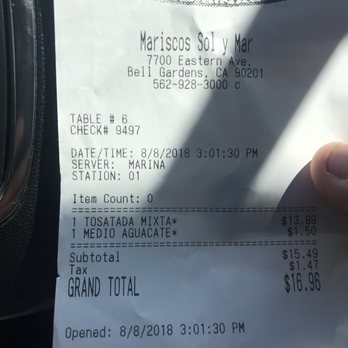 Mariscos Sol y Mar
7700 Eastern Ave.
Bell Gardens, CA 90201
562-928-3000 c
TABLE # 6
CHECK# 9497
DATE/TIME: 8/8/2018 3:01:30 PM
SERVER: MARINA
STATION: 01
Item Count: 0
1 TOSTADA MIXTA* $13.99
1 MEDIO AGUACATE* $1.50
Subtotal $15.49
Tax $1.47
GRAND TOTAL $16.96
Opened: 8/8/2018 3:01:30 PM